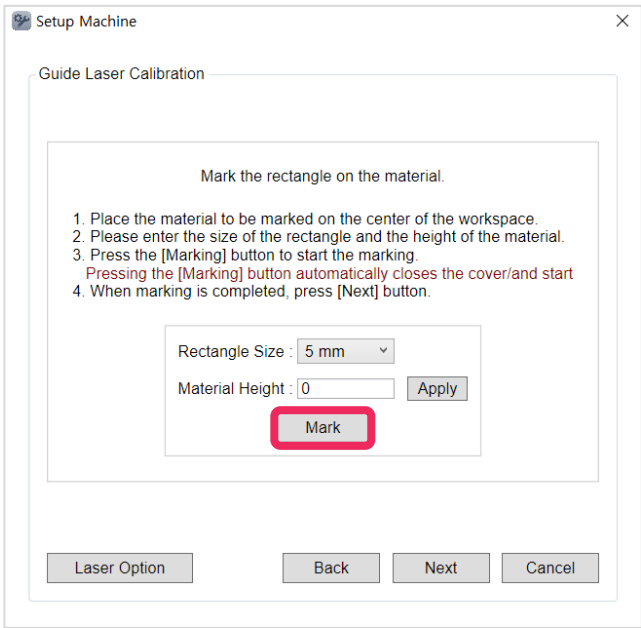 Setup Machine
Guide Laser Calibration
Mark the rectangle on the material.
1. Place the material to be marked on the center of the workspace.
2. Please enter the size of the rectangle and the height of the material.
3. Press the [Marking] button to start the marking.
Pressing the [Marking] button automatically closes the cover/and start
4. When marking is completed, press [Next] button.
Rectangle Size : 5 mm
Material Height : 0 Apply
Mark
Laser Option Back Next Cancel